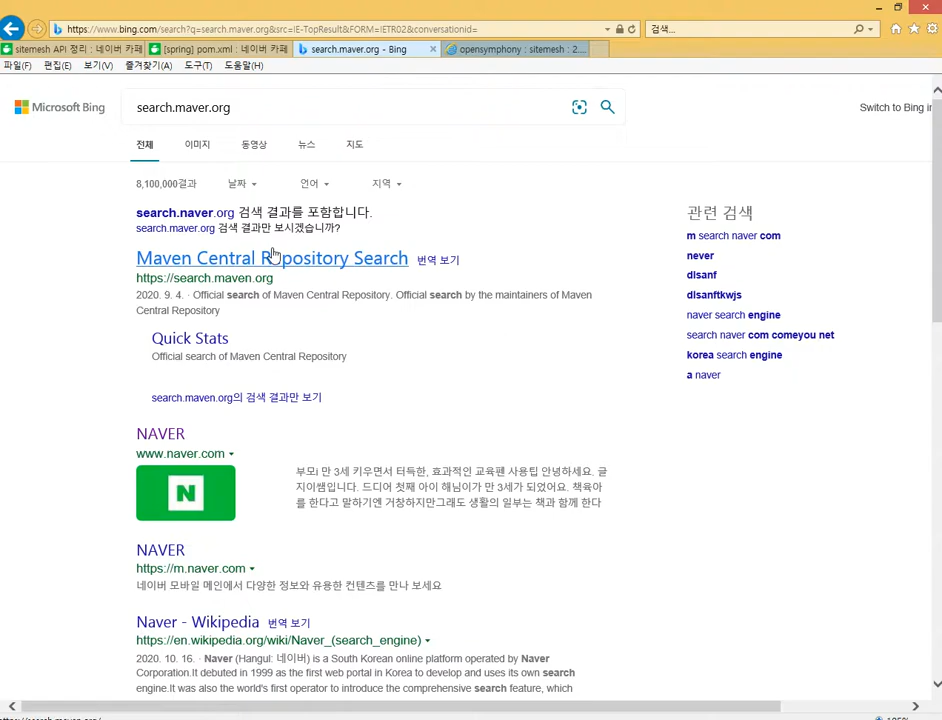 https://www.bing.com/search?q=search.maver.org&src=IE-TopResult&FORM=IETR02&conversationid=
검색...
sitemesh API 정리 : 네이버 카페
[spring] pom.xml : 네이버 카페
search.maver.org - Bing
opensymphony : sitemesh : 2....
파일(F) 편집(E) 보기(V) 즐겨찾기(A) 도구(T) 도움말(H)
Microsoft Bing
search.maver.org
Switch to Bing in
전체 이미지 동영상 뉴스 지도
8,100,000결과 날짜 언어 지역
search.naver.org 검색 결과를 포함합니다.
search.maver.org 검색 결과만 보시겠습니까?
Maven Central Repository Search 번역 보기
https://search.maven.org
2020. 9. 4. · Official search of Maven Central Repository. Official search by the maintainers of Maven
Central Repository
Quick Stats
Official search of Maven Central Repository
search.maven.org의 검색 결과만 보기
NAVER
www.naver.com
N
부모i 만 3세 키우면서 터득한, 효과적인 교육펜 사용팁 안녕하세요. 글
지이쌤입니다. 드디어 첫째 아이 해님이가 만 3세가 되었어요. 책육아
를 한다고 말하기엔 거창하지만그래도 생활의 일부는 책과 함께 한다
NAVER
https://m.naver.com
네이버 모바일 메인에서 다양한 정보와 유용한 컨텐츠를 만나 보세요
Naver - Wikipedia 번역 보기
https://en.wikipedia.org/wiki/Naver_(search_engine)
2020. 10. 16. · Naver (Hangul: 네이버) is a South Korean online platform operated by Naver
Corporation.It debuted in 1999 as the first web portal in Korea to develop and uses its own search
engine.It was also the world's first operator to introduce the comprehensive search feature, which
관련 검색
m search naver com
never
dlsanf
dlsanftkwjs
naver search engine
search naver com comeyou net
korea search engine
a naver